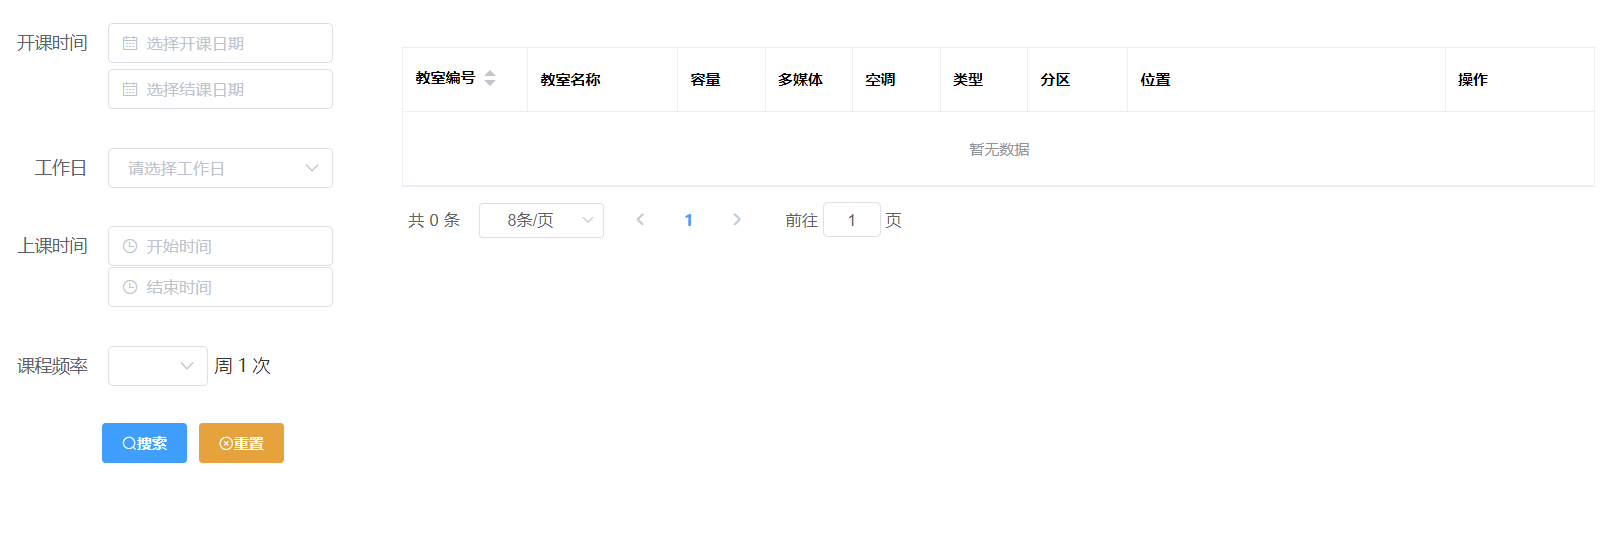 开课时间 选择开课日期
选择结课日期
工作日 请选择工作日
上课时间 开始时间
结束时间
课程频率 周 1 次
搜索 重置
教室编号 教室名称 容量 多媒体 空调 类型 分区 位置 操作
暂无数据
共 0 条 8条/页 1 前往 1 页